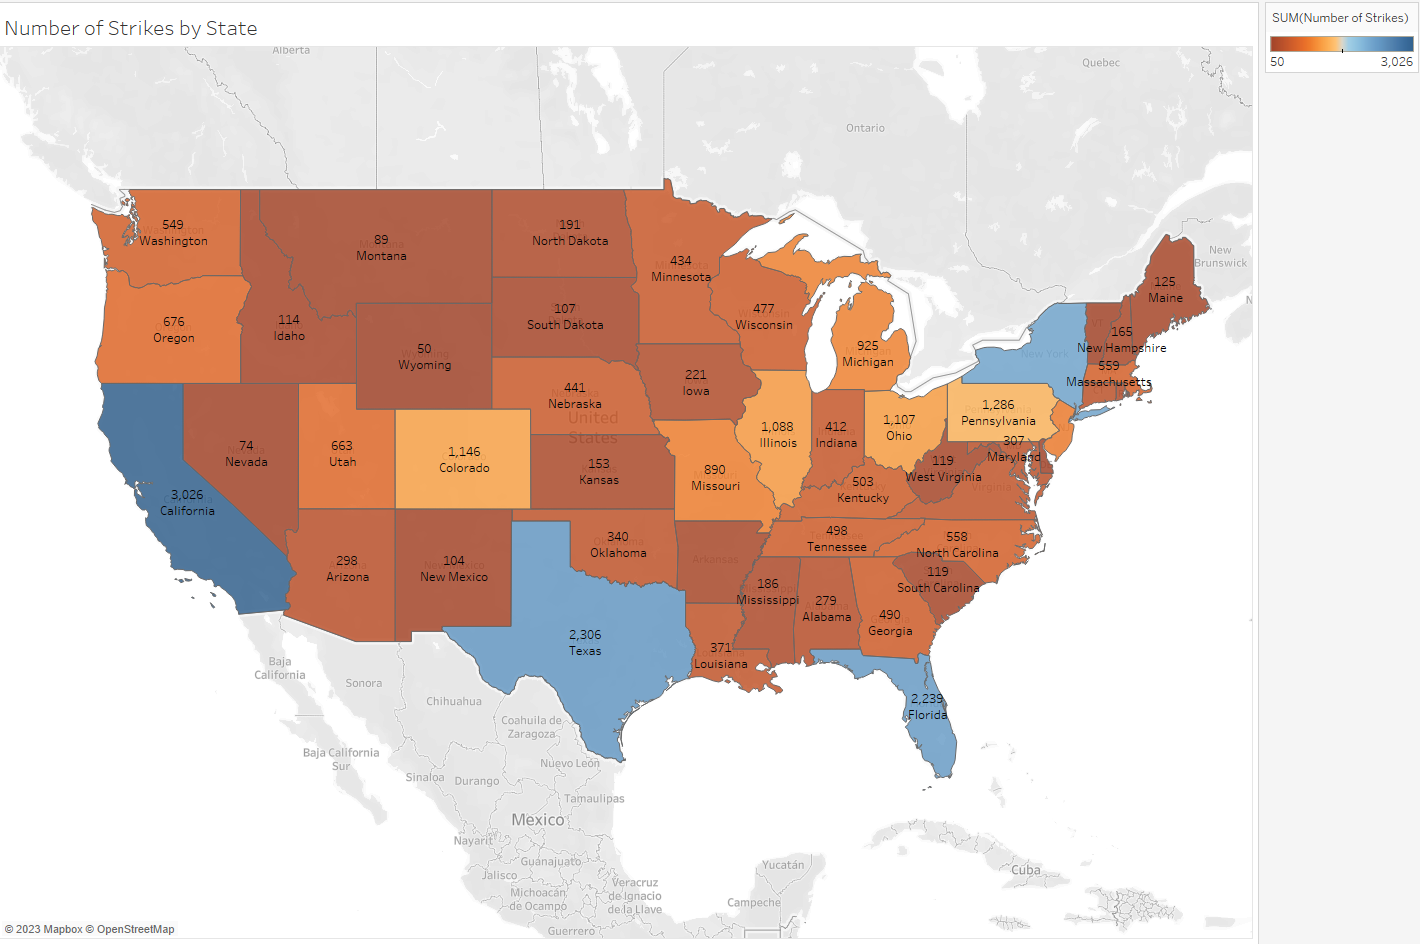 Number of Strikes by State
SUM(Number of Strikes)
50
3,026
Alberta
Quebec
Ontario
New
Brunswick
549
Washington
89
Montana
191
North Dakota
434
Minnesota
676
Oregon
114
Idaho
50
Wyoming
107
South Dakota
477
Wisconsin
925
Michigan
125
Maine
165
New Hampshire
VT
New York
559
Massachusetts
441
Nebraska
221
Iowa
United
States
3,026
California
74
Nevada
663
Utah
1,146
Colorado
153
Kansas
890
Missouri
1,088
Illinois
412
Indiana
1,107
Ohio
1,286
Pennsylvania
307
Maryland
119
West Virginia
Virginia
503
Kentucky
298
Arizona
104
New Mexico
340
Oklahoma
Arkansas
498
Tennessee
558
North Carolina
119
South Carolina
186
Mississippi
279
Alabama
490
Georgia
2,306
Texas
371
Louisiana
2,239
Florida
Baja
California
Sonora
Chihuahua
Coahuila de
Zaragoza
Baja California
Sur
Sinaloa
Durango
Nuevo León
Tamaulipas
Mexico
Nayarit
Guanajuato
Jalisco
Michoacán
de Ocampo
Veracruz
de Ignacio
de la Llave
Yucatán
Campeche
Guerrero
Cuba
© 2023 Mapbox © OpenStreetMap